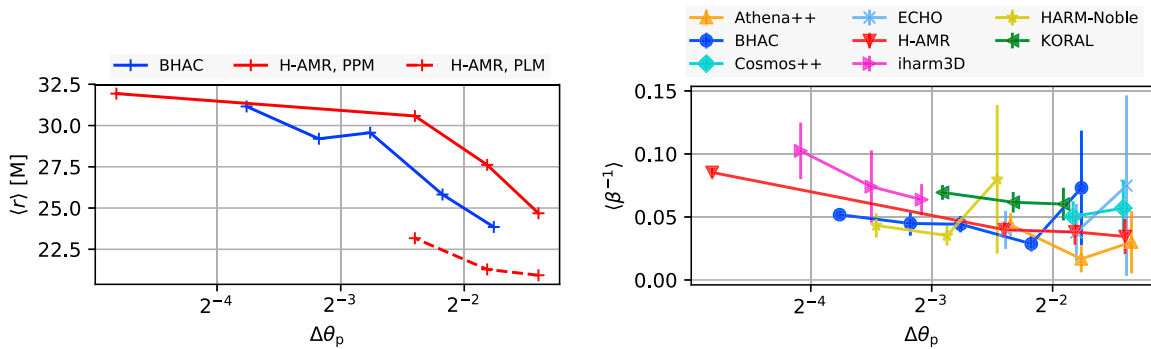 BHAC H-AMR, PPM H-AMR, PLM
32.5
30.0
27.5
25.0
22.5
⟨r⟩ [M]
2⁻⁴ 2⁻³ 2⁻²
Δθₚ
Athena++ ECHO HARM-Noble
BHAC H-AMR KORAL
Cosmos++ iharm3D
0.15
0.10
0.05
0.00
⟨β⁻¹⟩
2⁻⁴ 2⁻³ 2⁻²
Δθₚ